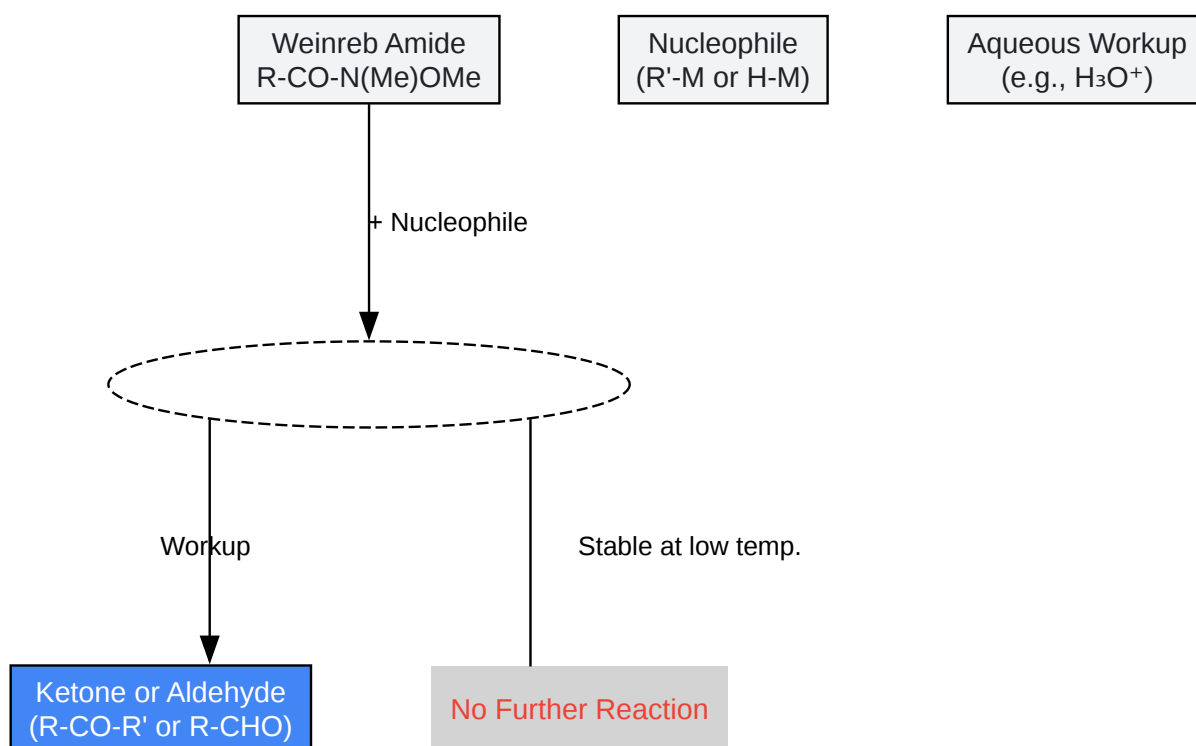 Weinreb Amide
R-CO-N(Me)OMe
Nucleophile
(R'-M or H-M)
Aqueous Workup
(e.g., H₃O⁺)
+ Nucleophile
Workup
Stable at low temp.
Ketone or Aldehyde
(R-CO-R' or R-CHO)
No Further Reaction